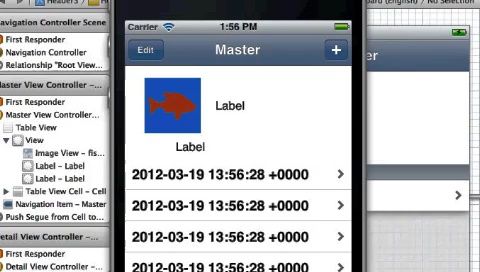 Headers
board (English) No Selection
Navigation Controller Scene
First Responder
Navigation Controller
Relationship "Root View...
Master View Controller –...
First Responder
Master View Controller...
Table View
View
Image View – fis...
Label – Label
Label – Label
Table View Cell – Cell
Navigation Item – Master
Push Segue from Cell to...
Detail View Controller –...
First Responder
Detail View Controller...
Carrier
1:56 PM
Edit
Master
+
Label
Label
2012-03-19 13:56:28 +0000
2012-03-19 13:56:28 +0000
2012-03-19 13:56:28 +0000
2012-03-19 13:56:28 +0000